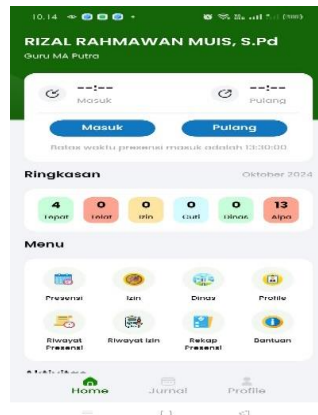 10.14
RIZAL RAHMAWAN MUIS, S.Pd
Guru MA Putra
--:--
Masuk
--:--
Pulang
Masuk
Pulang
Batas waktu presensi masuk adalah 13:30:00
Ringkasan
Oktober 2024
4
Tepat
0
Telat
0
Izin
0
Cuti
0
Dinas
13
Alpa
Menu
Presensi
Izin
Dinas
Profile
Riwayat Presensi
Riwayat Izin
Rekap Presensi
Bantuan
Home
Jurnal
Profile